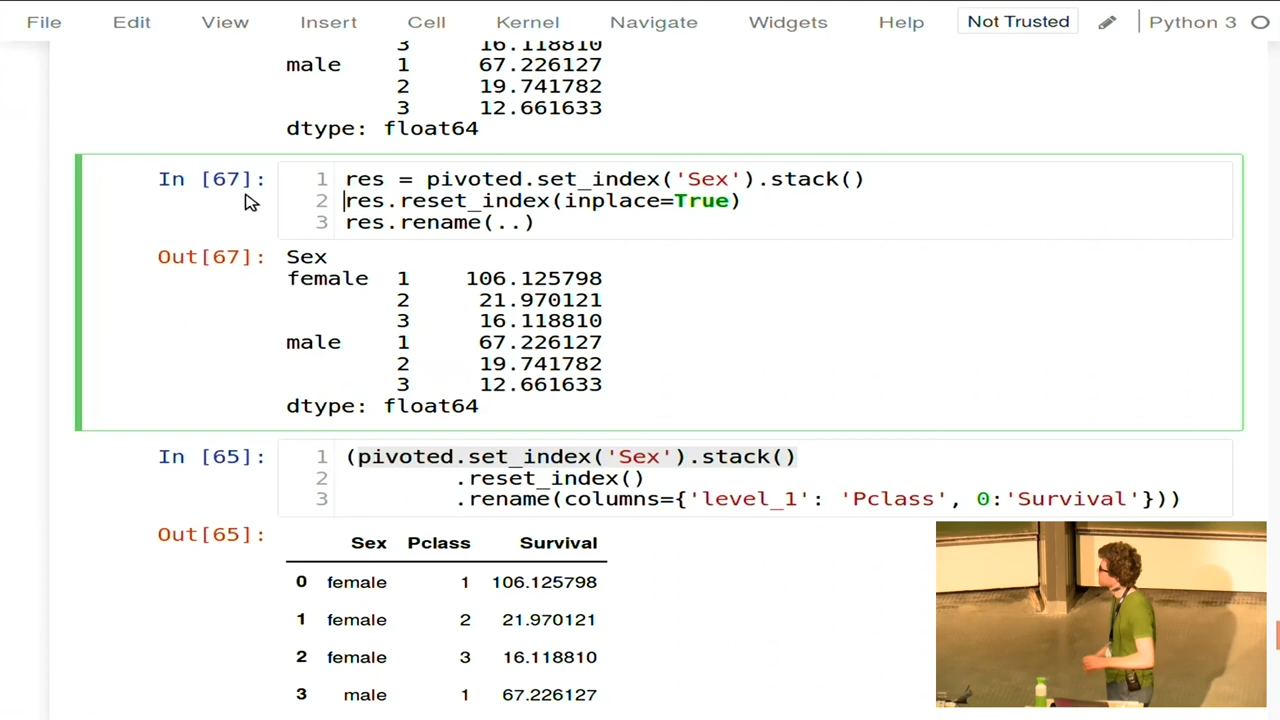 File Edit View Insert Cell Kernel Navigate Widgets Help Not Trusted Python 3
3 16.118810
male 1 67.226127
2 19.741782
3 12.661633
dtype: float64
In [67]: 1 res = pivoted.set_index('Sex').stack()
2 res.reset_index(inplace=True)
3 res.rename(..)
Out[67]: Sex
female 1 106.125798
2 21.970121
3 16.118810
male 1 67.226127
2 19.741782
3 12.661633
dtype: float64
In [65]: 1 (pivoted.set_index('Sex').stack()
2 .reset_index()
3 .rename(columns={'level_1': 'Pclass', 0:'Survival'}))
Out[65]:
Sex Pclass Survival
0 female 1 106.125798
1 female 2 21.970121
2 female 3 16.118810
3 male 1 67.226127